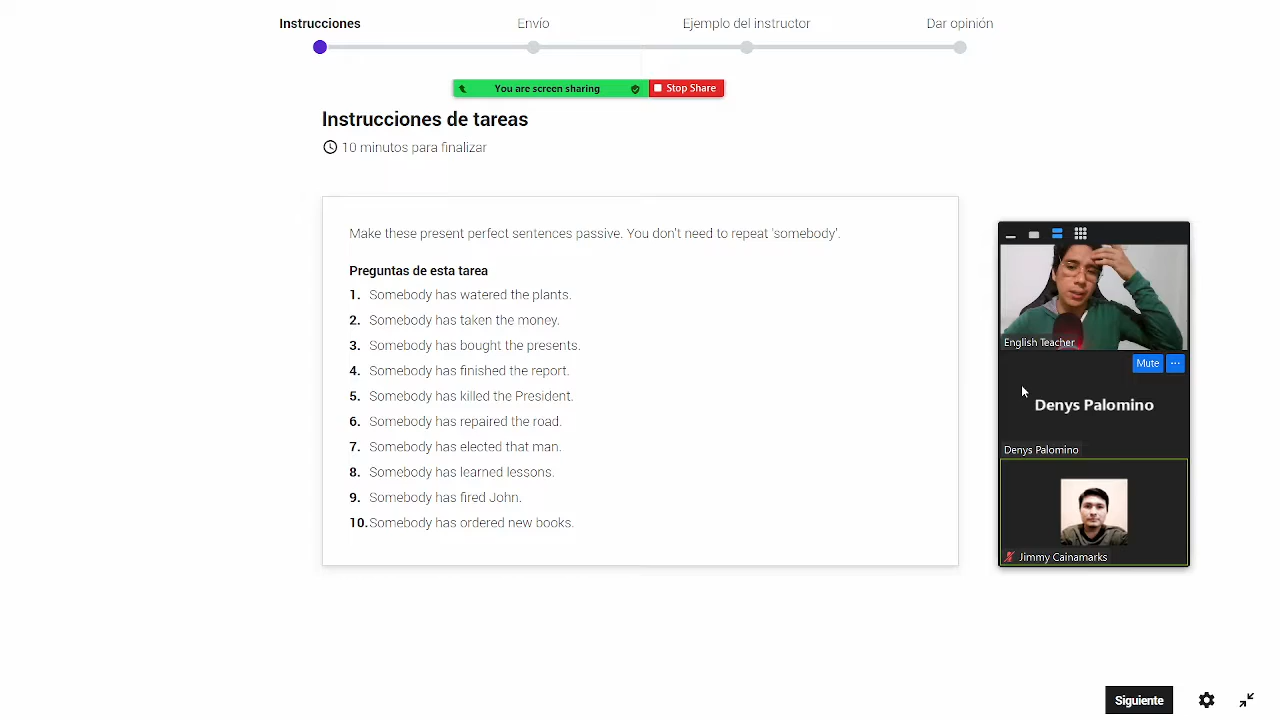 Instrucciones
Envío
Ejemplo del instructor
Dar opinión
You are screen sharing
Stop Share
Instrucciones de tareas
10 minutos para finalizar
Make these present perfect sentences passive. You don't need to repeat 'somebody'.
Preguntas de esta tarea
1. Somebody has watered the plants.
2. Somebody has taken the money.
3. Somebody has bought the presents.
4. Somebody has finished the report.
5. Somebody has killed the President.
6. Somebody has repaired the road.
7. Somebody has elected that man.
8. Somebody has learned lessons.
9. Somebody has fired John.
10. Somebody has ordered new books.
English Teacher
Mute ...
Denys Palomino
Denys Palomino
Jimmy Cainamarks
Siguiente